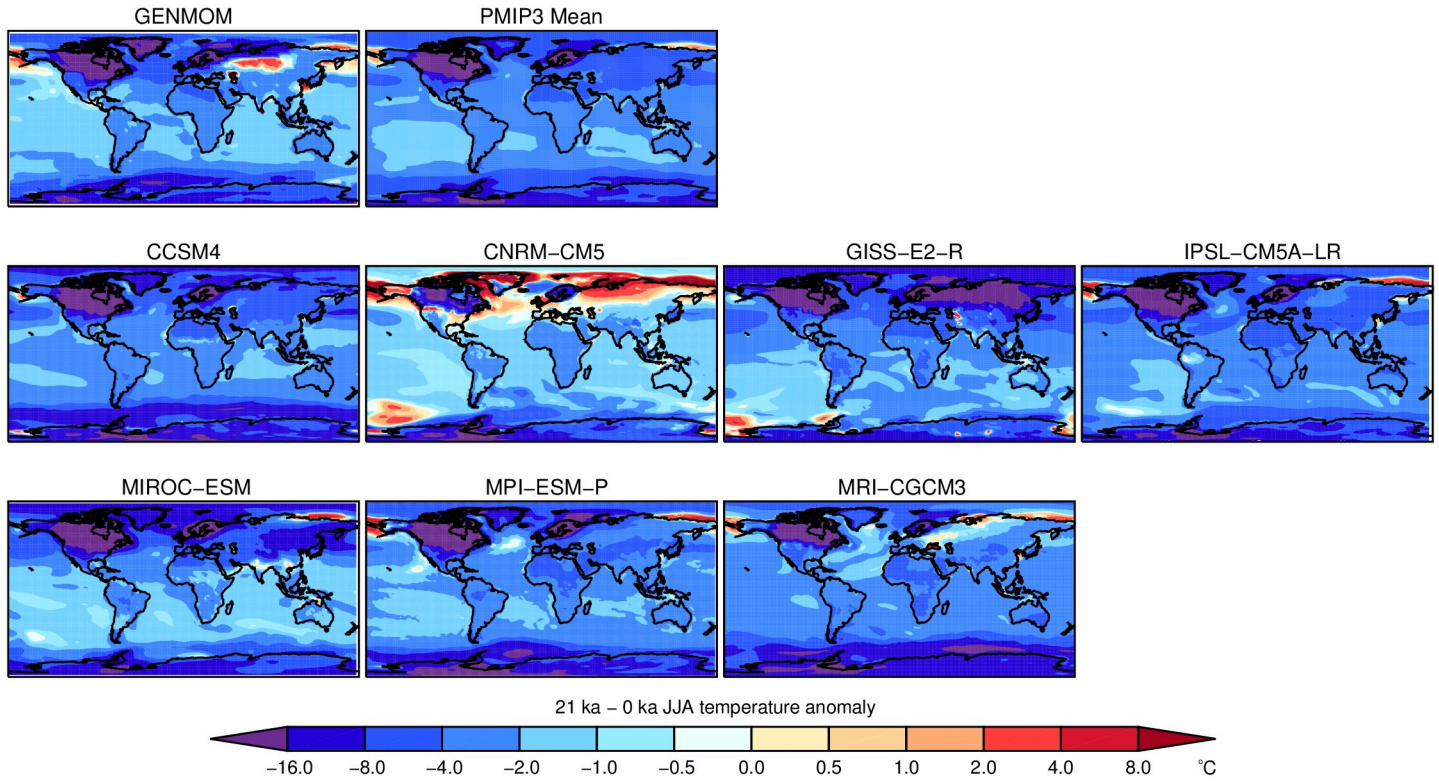 GENMOM PMIP3 Mean
CCSM4 CNRM−CM5 GISS−E2−R IPSL−CM5A−LR
MIROC−ESM MPI−ESM−P MRI−CGCM3
21 ka − 0 ka JJA temperature anomaly
−16.0 −8.0 −4.0 −2.0 −1.0 −0.5 0.0 0.5 1.0 2.0 4.0 8.0 °C